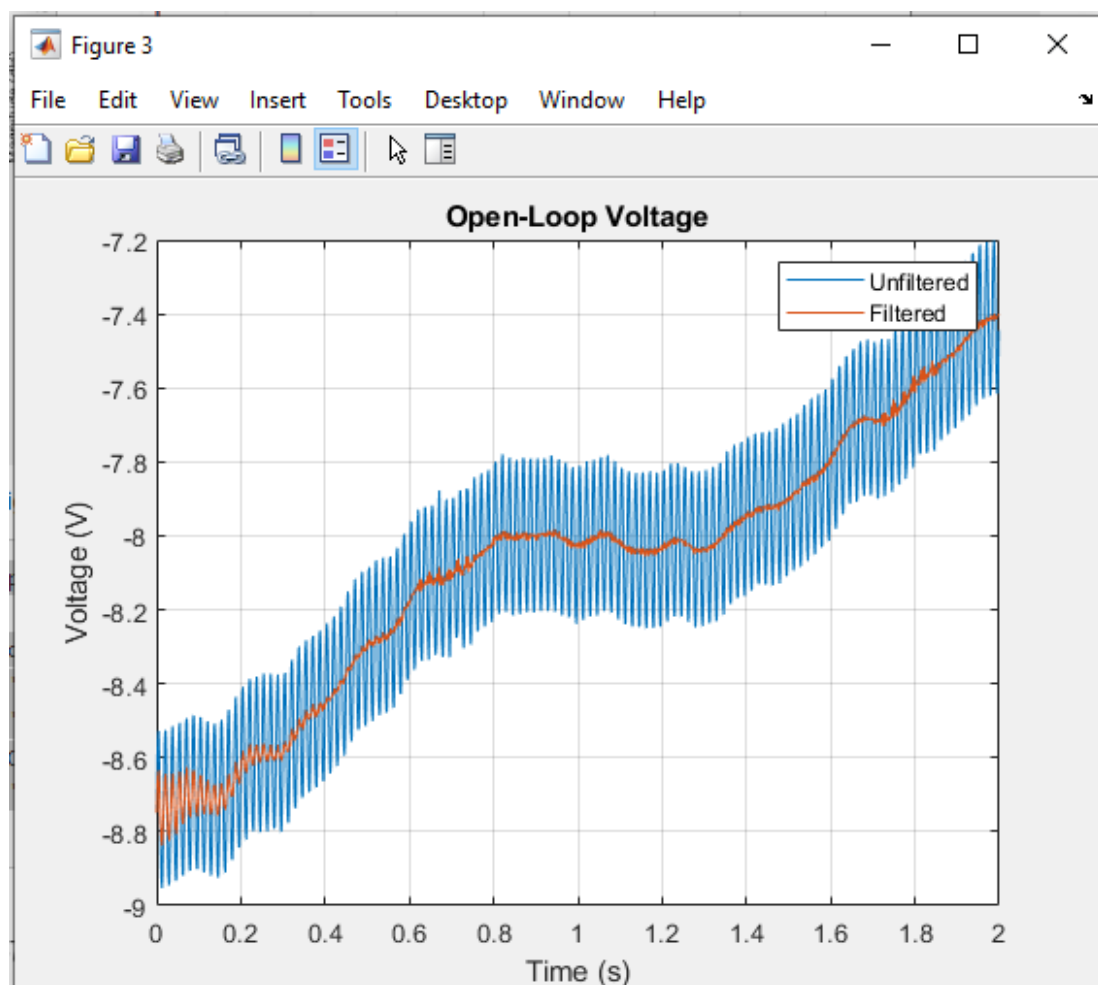 Figure 3
File Edit View Insert Tools Desktop Window Help
Open-Loop Voltage
Unfiltered
Filtered
Voltage (V)
-7.2
-7.4
-7.6
-7.8
-8
-8.2
-8.4
-8.6
-8.8
-9
0 0.2 0.4 0.6 0.8 1 1.2 1.4 1.6 1.8 2
Time (s)